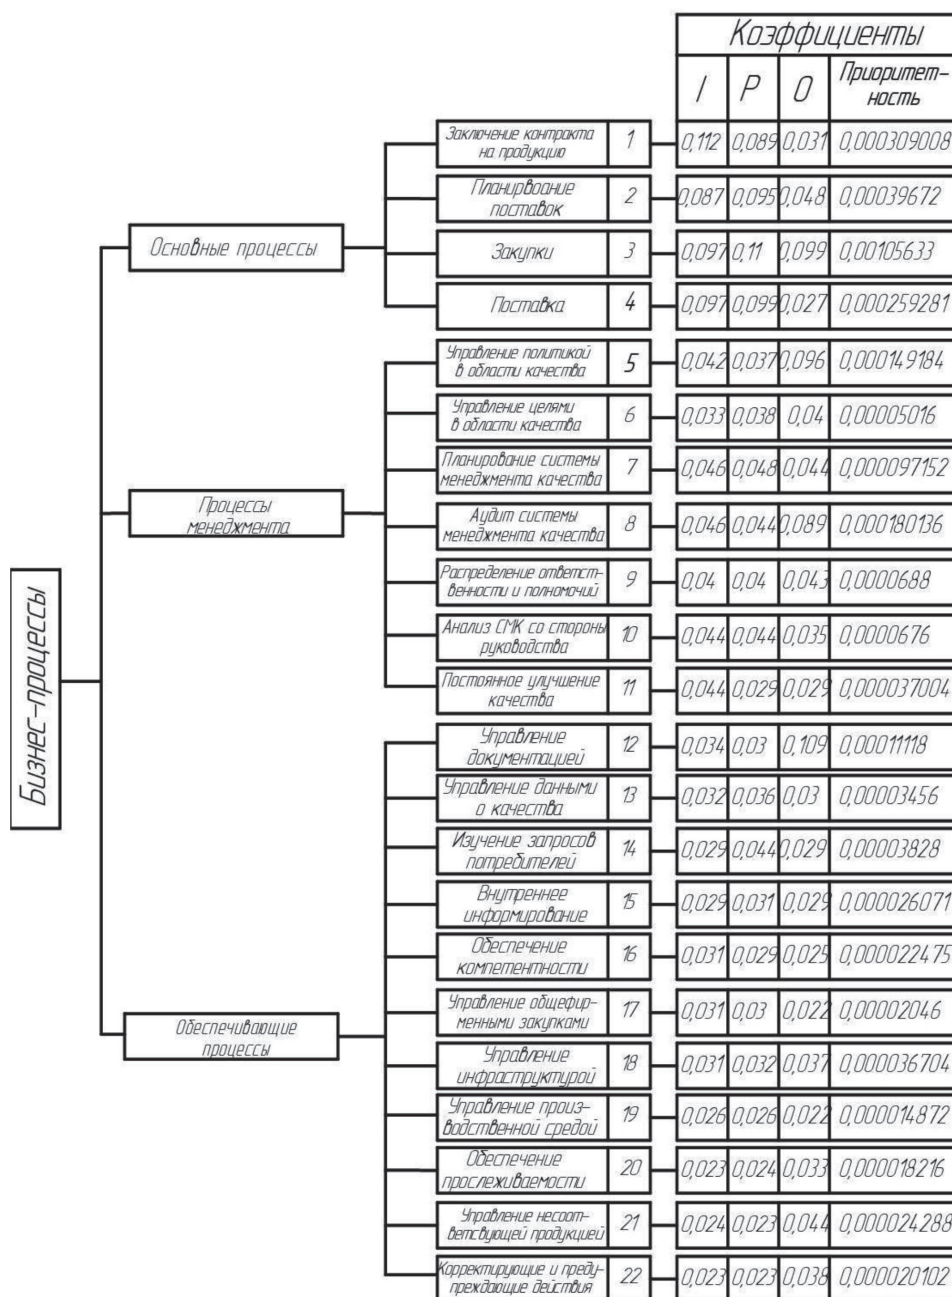 Коэффициенты
I P O Приоритет-
ность
Бизнес-процессы
Основные процессы
Заключение контракта
на продукцию 1 0,112 0,089 0,031 0,000309008
Планирвоание
поставок 2 0,087 0,095 0,048 0,00039672
Закупки 3 0,097 0,11 0,099 0,00105633
Поставка 4 0,097 0,099 0,027 0,000259281
Процессы
менеджмента
Управление политикой
в области качества 5 0,042 0,037 0,096 0,000149184
Управление целями
в области качества 6 0,033 0,038 0,04 0,00005016
Планирование системы
менеджмента качества 7 0,046 0,048 0,044 0,000097152
Аудит системы
менеджмента качества 8 0,046 0,044 0,089 0,000180136
Распределение ответст-
венности и полномочий 9 0,04 0,04 0,043 0,0000688
Анализ СМК со стороны
руководства 10 0,044 0,044 0,035 0,0000676
Постоянное улучшение
качества 11 0,044 0,029 0,029 0,000037004
Обеспечивающие
процессы
Управление
документацией 12 0,034 0,03 0,109 0,00011118
Управление данными
о качества 13 0,032 0,036 0,03 0,00003456
Изучение запросов
потребителей 14 0,029 0,044 0,029 0,00003828
Внутреннее
информирование 15 0,029 0,031 0,029 0,000026071
Обеспечение
компетентности 16 0,031 0,029 0,025 0,000022475
Управление общефир-
менными закупками 17 0,031 0,03 0,022 0,00002046
Управление
инфраструктурой 18 0,031 0,032 0,037 0,000036704
Управление произ-
водственной средой 19 0,026 0,026 0,022 0,000014872
Обеспечение
прослеживаемости 20 0,023 0,024 0,033 0,000018216
Управление несоот-
ветсвующей продукцией 21 0,024 0,023 0,044 0,000024288
Корректирующие и преду-
преждающие действия 22 0,023 0,023 0,038 0,000020102